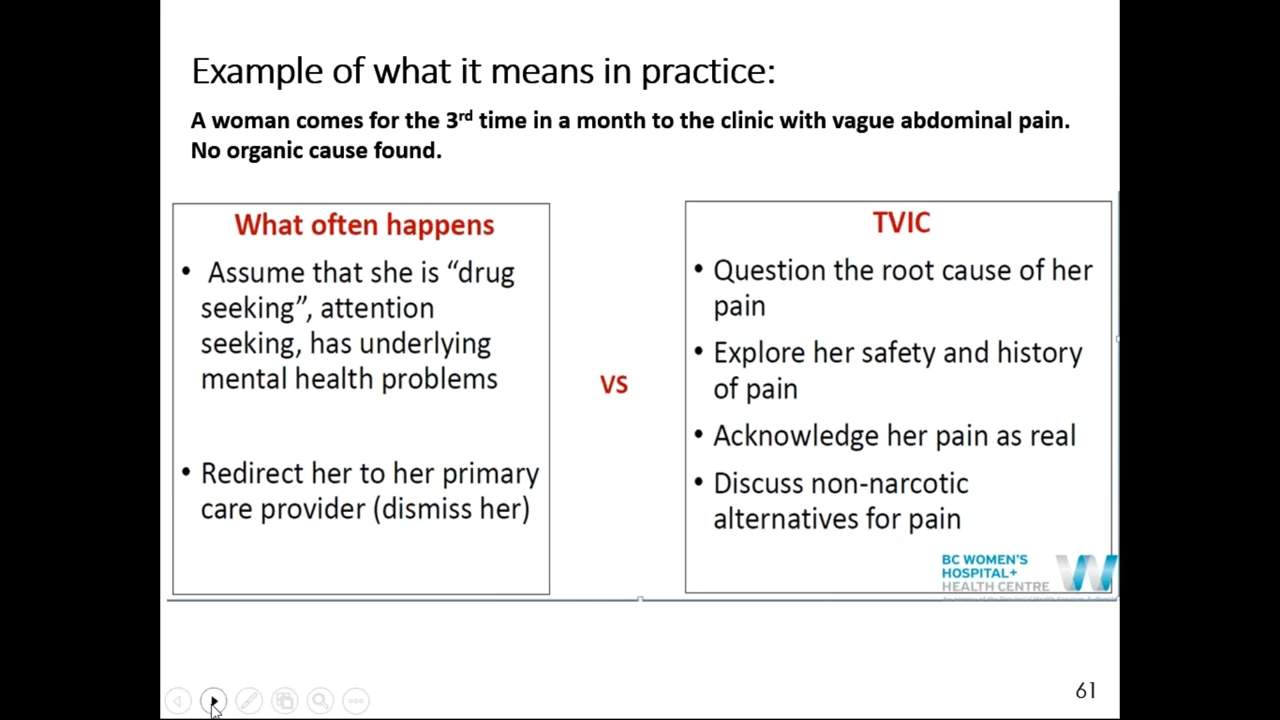 Example of what it means in practice:
A woman comes for the 3rd time in a month to the clinic with vague abdominal pain.
No organic cause found.
What often happens
• Assume that she is “drug
seeking”, attention
seeking, has underlying
mental health problems
• Redirect her to her primary
care provider (dismiss her)
VS
TVIC
• Question the root cause of her
pain
• Explore her safety and history
of pain
• Acknowledge her pain as real
• Discuss non-narcotic
alternatives for pain
BC WOMEN'S
HOSPITAL+
HEALTH CENTRE
61